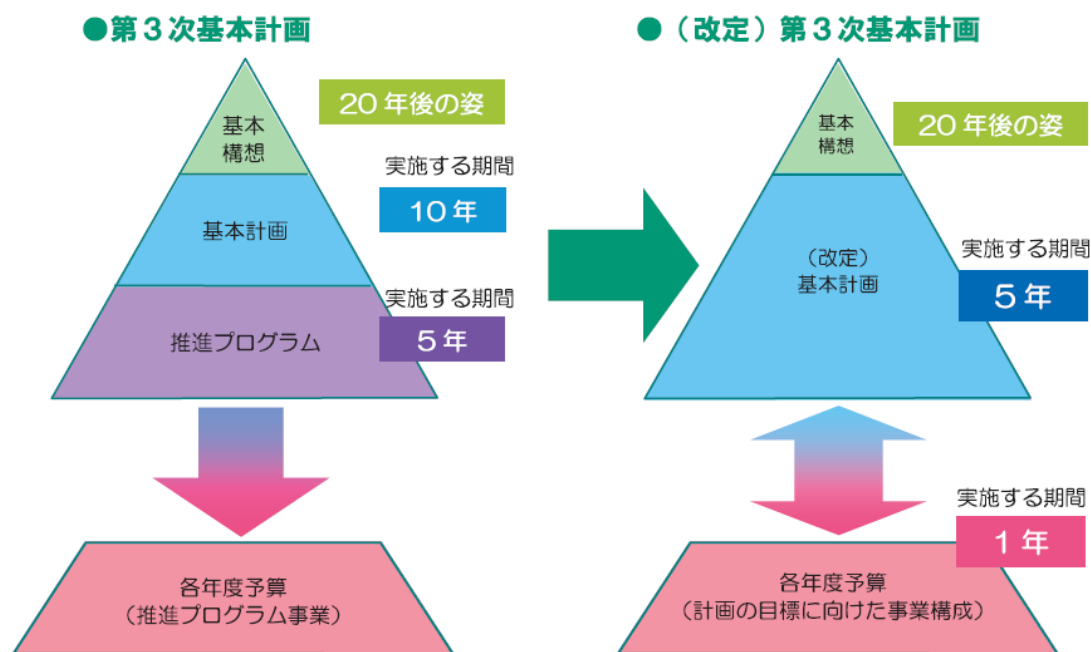 ●第３次基本計画
20年後の姿
基本
構想
実施する期間
10年
基本計画
実施する期間
5年
推進プログラム
各年度予算
（推進プログラム事業）
●（改定）第３次基本計画
20年後の姿
基本
構想
実施する期間
5年
（改定）
基本計画
実施する期間
1年
各年度予算
（計画の目標に向けた事業構成）